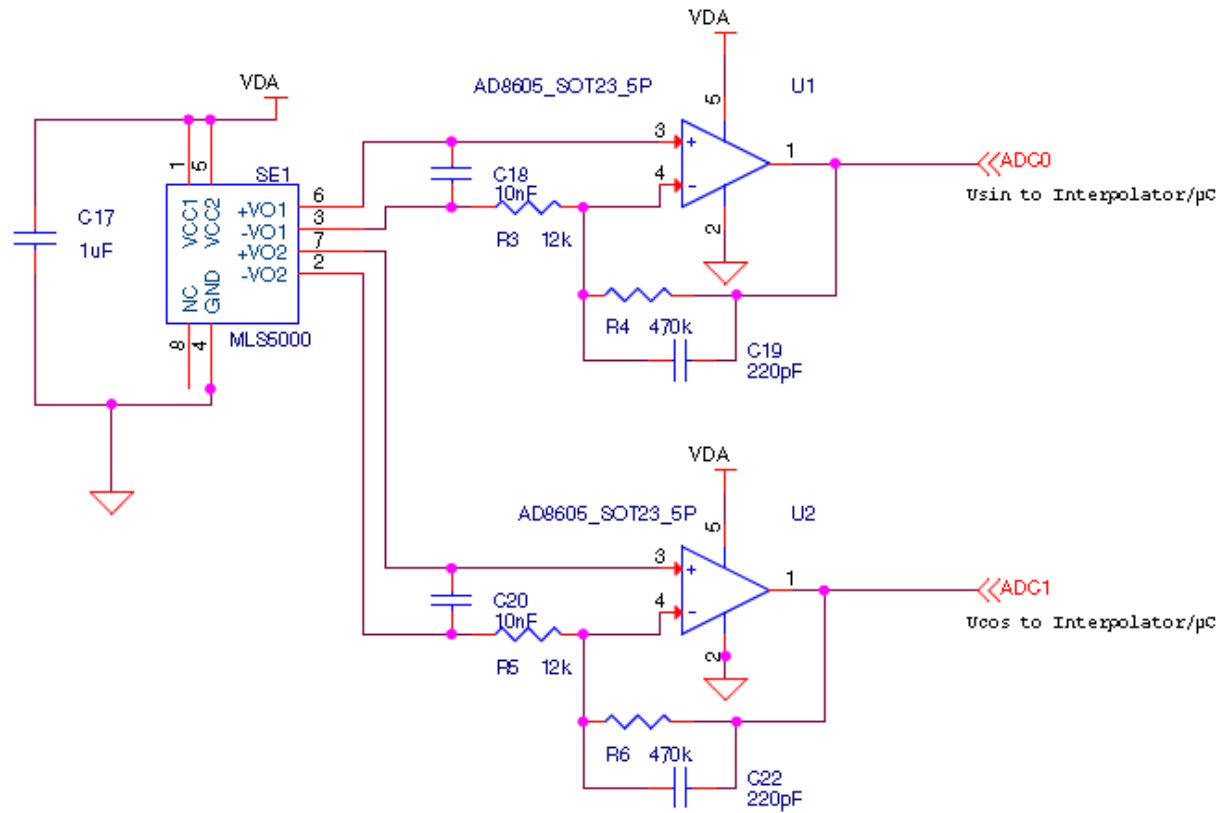 VDA
AD8605_SOT23_5P
U1
VDA
5
3
+
1
ADC0
4
-
2
Usin to Interpolator/µC
C18
10nF
R3 12k
R4 470k
C19
220pF
1
5
SE1
VCC1
VCC2
6
+VO1
3
-VO1
7
+VO2
2
-VO2
NC
GND
8
4
MLS5000
C17
1uF
VDA
AD8605_SOT23_5P
U2
5
3
+
1
ADC1
4
-
2
Ucos to Interpolator/µC
C20
10nF
R5 12k
R6 470k
C22
220pF